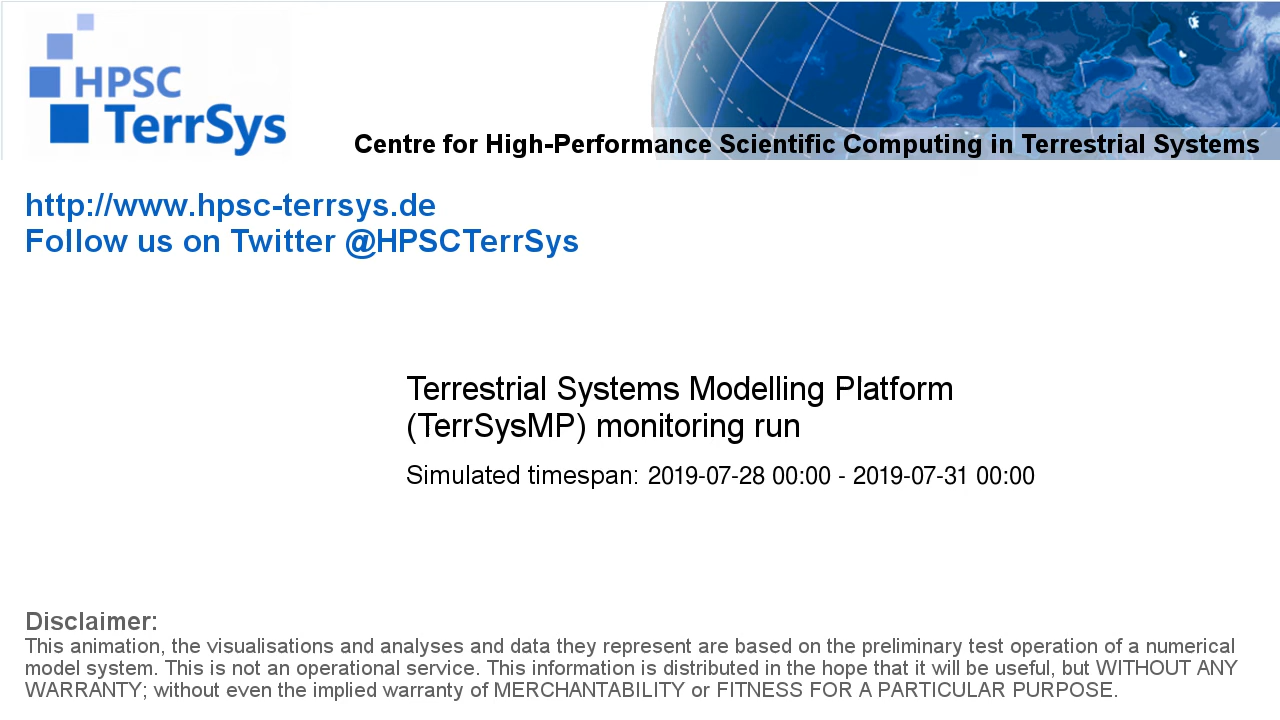 HPSC
TerrSys
Centre for High-Performance Scientific Computing in Terrestrial Systems
http://www.hpsc-terrsys.de
Follow us on Twitter @HPSCTerrSys
Terrestrial Systems Modelling Platform
(TerrSysMP) monitoring run
Simulated timespan: 2019-07-28 00:00 - 2019-07-31 00:00
Disclaimer:
This animation, the visualisations and analyses and data they represent are based on the preliminary test operation of a numerical
model system. This is not an operational service. This information is distributed in the hope that it will be useful, but WITHOUT ANY
WARRANTY; without even the implied warranty of MERCHANTABILITY or FITNESS FOR A PARTICULAR PURPOSE.